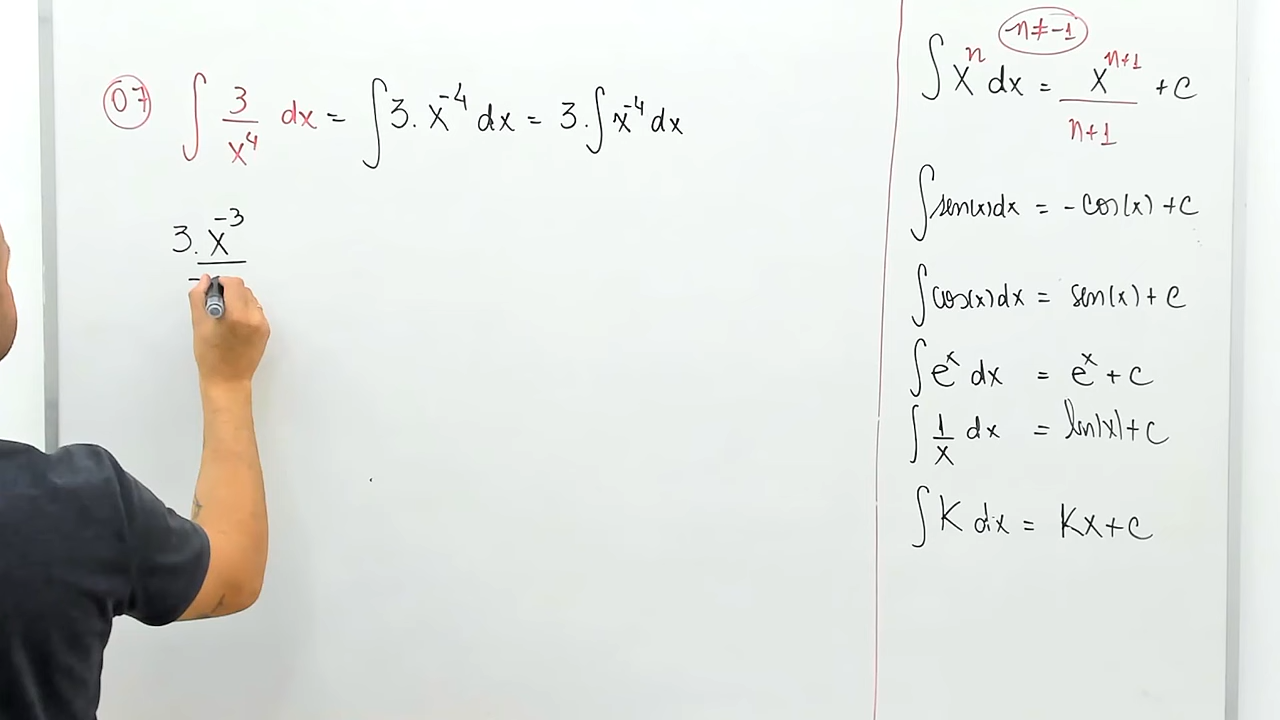 07 ∫ 3/x⁴ dx = ∫3.x⁻⁴ dx = 3.∫x⁻⁴ dx
3.x⁻³/-
n≠-1
∫xⁿ dx = xⁿ⁺¹/n+1 + c
∫sen(x)dx = -cos(x)+c
∫cos(x)dx = sen(x)+c
∫eˣ dx = eˣ+c
∫1/x dx = ln|x|+c
∫K dx = Kx+c